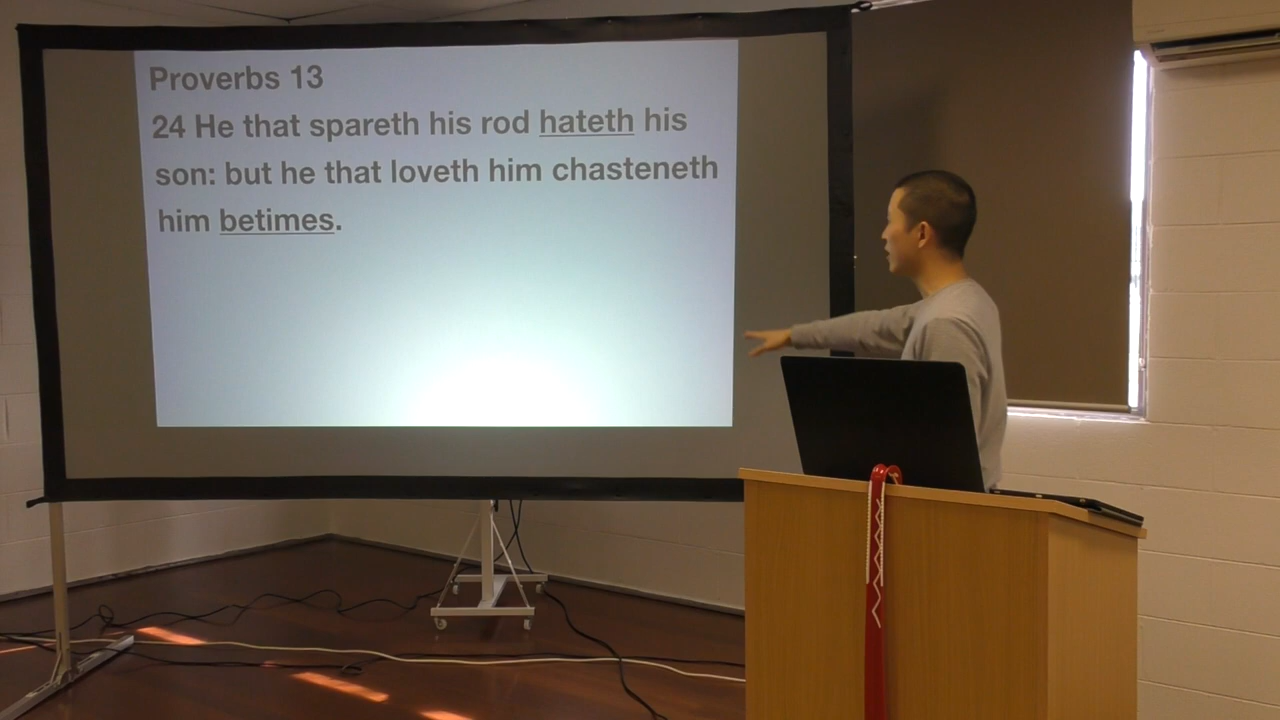 Proverbs 13
24 He that spareth his rod hateth his
son: but he that loveth him chasteneth
him betimes.